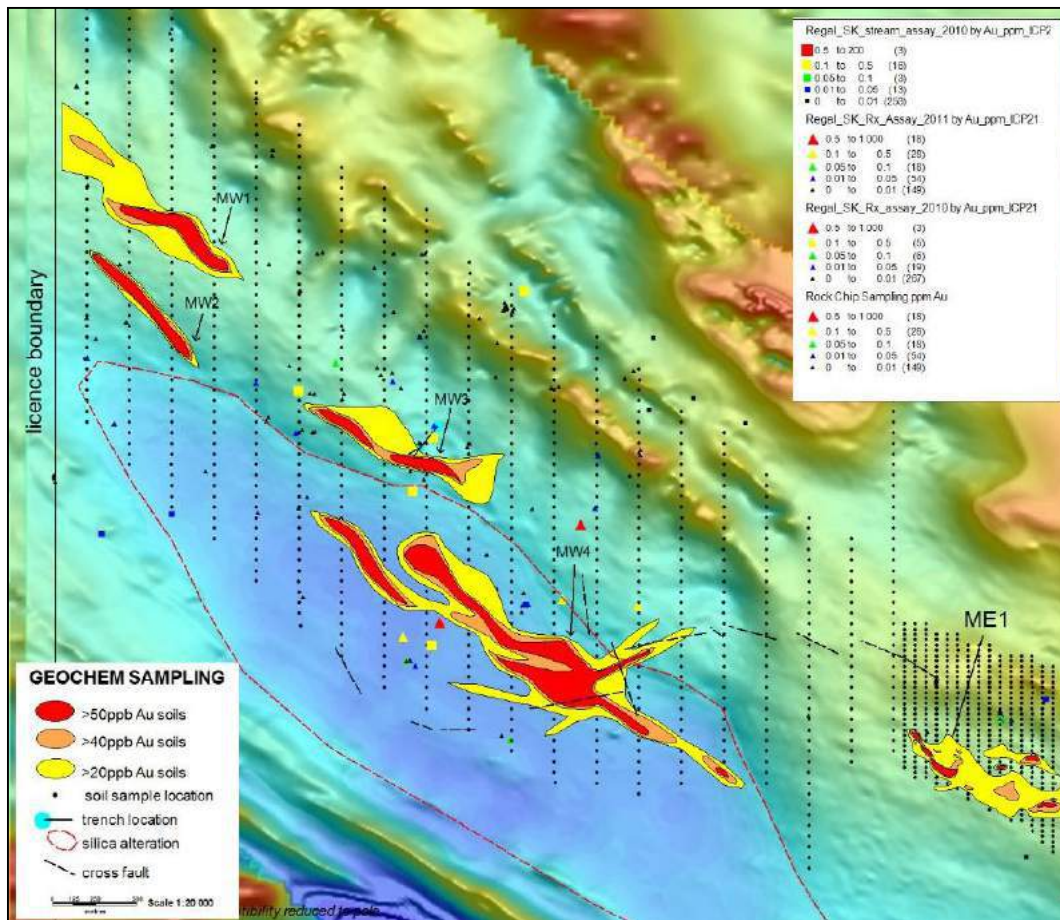 Regal_SK_stream_assay_2010 by Au_ppm_ICP2
0.5 to 200 (3)
0.1 to 0.5 (16)
0.05 to 0.1 (3)
0.01 to 0.05 (13)
0 to 0.01 (253)
Regal_SK_Rx_Assay_2011 by Au_ppm_ICP21
0.5 to 1 000 (18)
0.1 to 0.5 (26)
0.05 to 0.1 (18)
0.01 to 0.05 (54)
0 to 0.01 (149)
Regal_SK_Rx_assay_2010 by Au_ppm_ICP21
0.5 to 1 000 (3)
0.1 to 0.5 (5)
0.05 to 0.1 (6)
0.01 to 0.05 (19)
0 to 0.01 (267)
Rock Chip Sampling ppm Au
0.5 to 1 000 (18)
0.1 to 0.5 (26)
0.05 to 0.1 (18)
0.01 to 0.05 (54)
0 to 0.01 (149)
MW1
MW2
licence boundary
MW3
MW4
ME1
GEOCHEM SAMPLING
>50ppb Au soils
>40ppb Au soils
>20ppb Au soils
soil sample location
trench location
silica alteration
cross fault
Scale 1:20 000
metres
reduced to pole